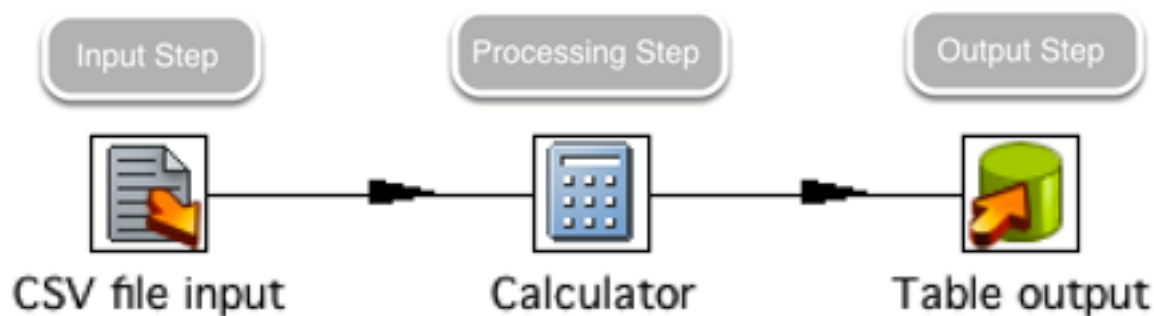 Input Step
Processing Step
Output Step
CSV file input
Calculator
Table output